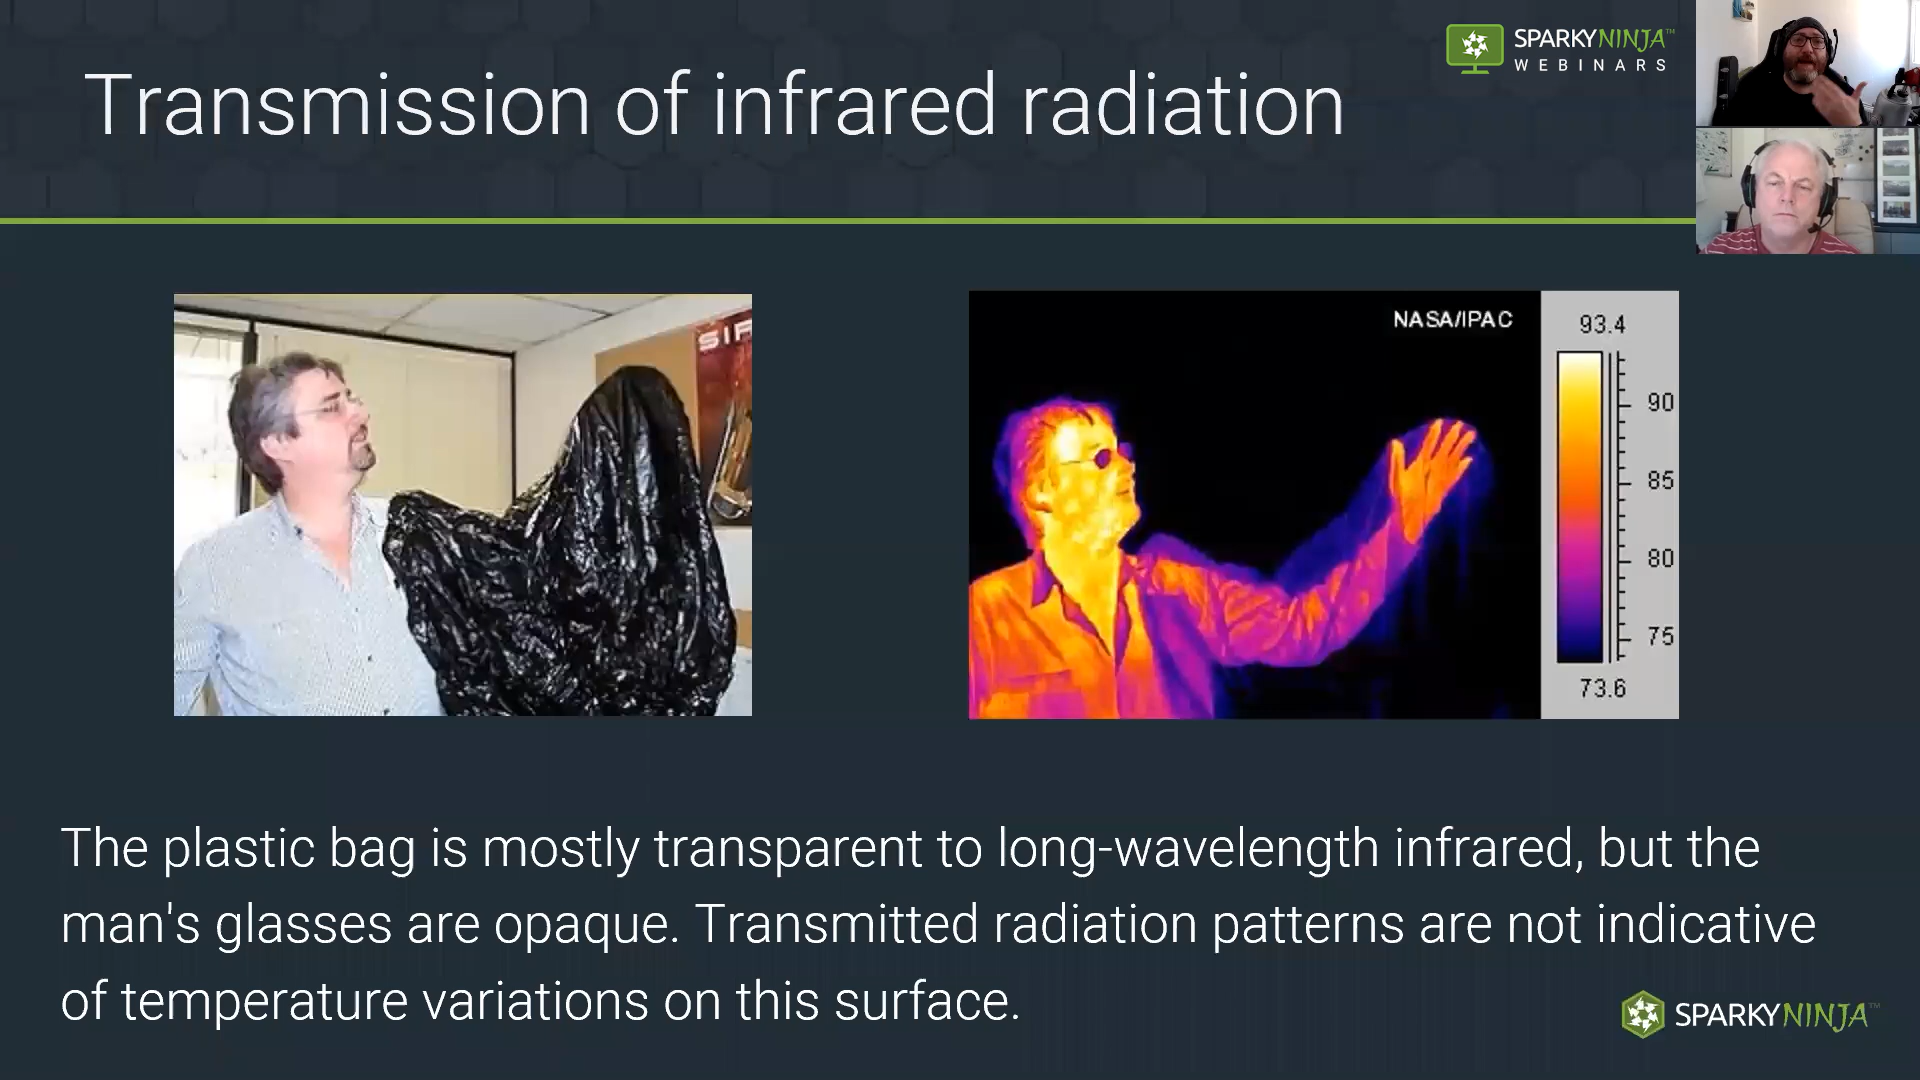 SPARKYNINJA™
WEBINARS
Transmission of infrared radiation
SIR
NASA/IPAC
93.4
90
85
80
75
73.6
The plastic bag is mostly transparent to long-wavelength infrared, but the
man's glasses are opaque. Transmitted radiation patterns are not indicative
of temperature variations on this surface.
SPARKYNINJA™